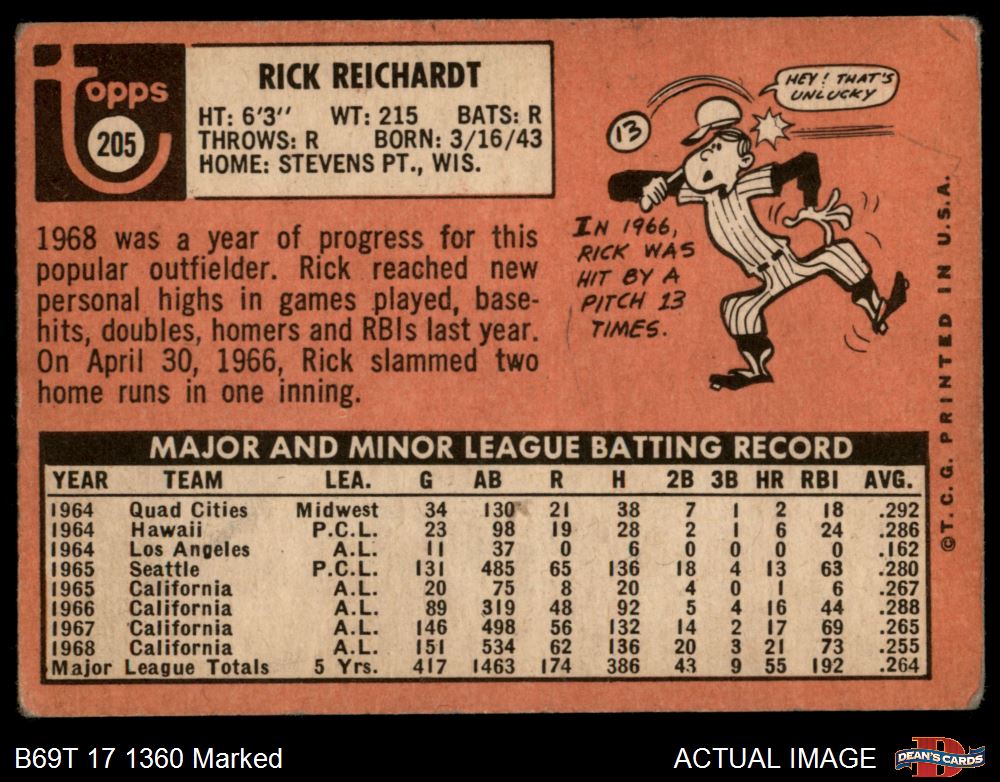 Topps
205
RICK REICHARDT
HT: 6'3'' WT: 215 BATS: R
THROWS: R BORN: 3/16/43
HOME: STEVENS PT., WIS.
1968 was a year of progress for this
popular outfielder. Rick reached new
personal highs in games played, base-
hits, doubles, homers and RBIs last year.
On April 30, 1966, Rick slammed two
home runs in one inning.
HEY! THAT'S
UNLUCKY
13
IN 1966,
RICK WAS
HIT BY A
PITCH 13
TIMES.
MAJOR AND MINOR LEAGUE BATTING RECORD
YEAR TEAM LEA. G AB R H 2B 3B HR RBI AVG.
1964 Quad Cities Midwest 34 130 21 38 7 1 2 18 .292
1964 Hawaii P.C.L. 23 98 19 28 2 1 6 24 .286
1964 Los Angeles A.L. 11 37 0 6 0 0 0 0 .162
1965 Seattle P.C.L. 131 485 65 136 18 4 13 63 .280
1965 California A.L. 20 75 8 20 4 0 1 6 .267
1966 California A.L. 89 319 48 92 5 4 16 44 .288
1967 California A.L. 146 498 56 132 14 2 17 69 .265
1968 California A.L. 151 534 62 136 20 3 21 73 .255
Major League Totals 5 Yrs. 417 1463 174 386 43 9 55 192 .264
© T.C.G. PRINTED IN U.S.A.
B69T 17 1360 Marked
ACTUAL IMAGE
D
DEAN'S CARDS